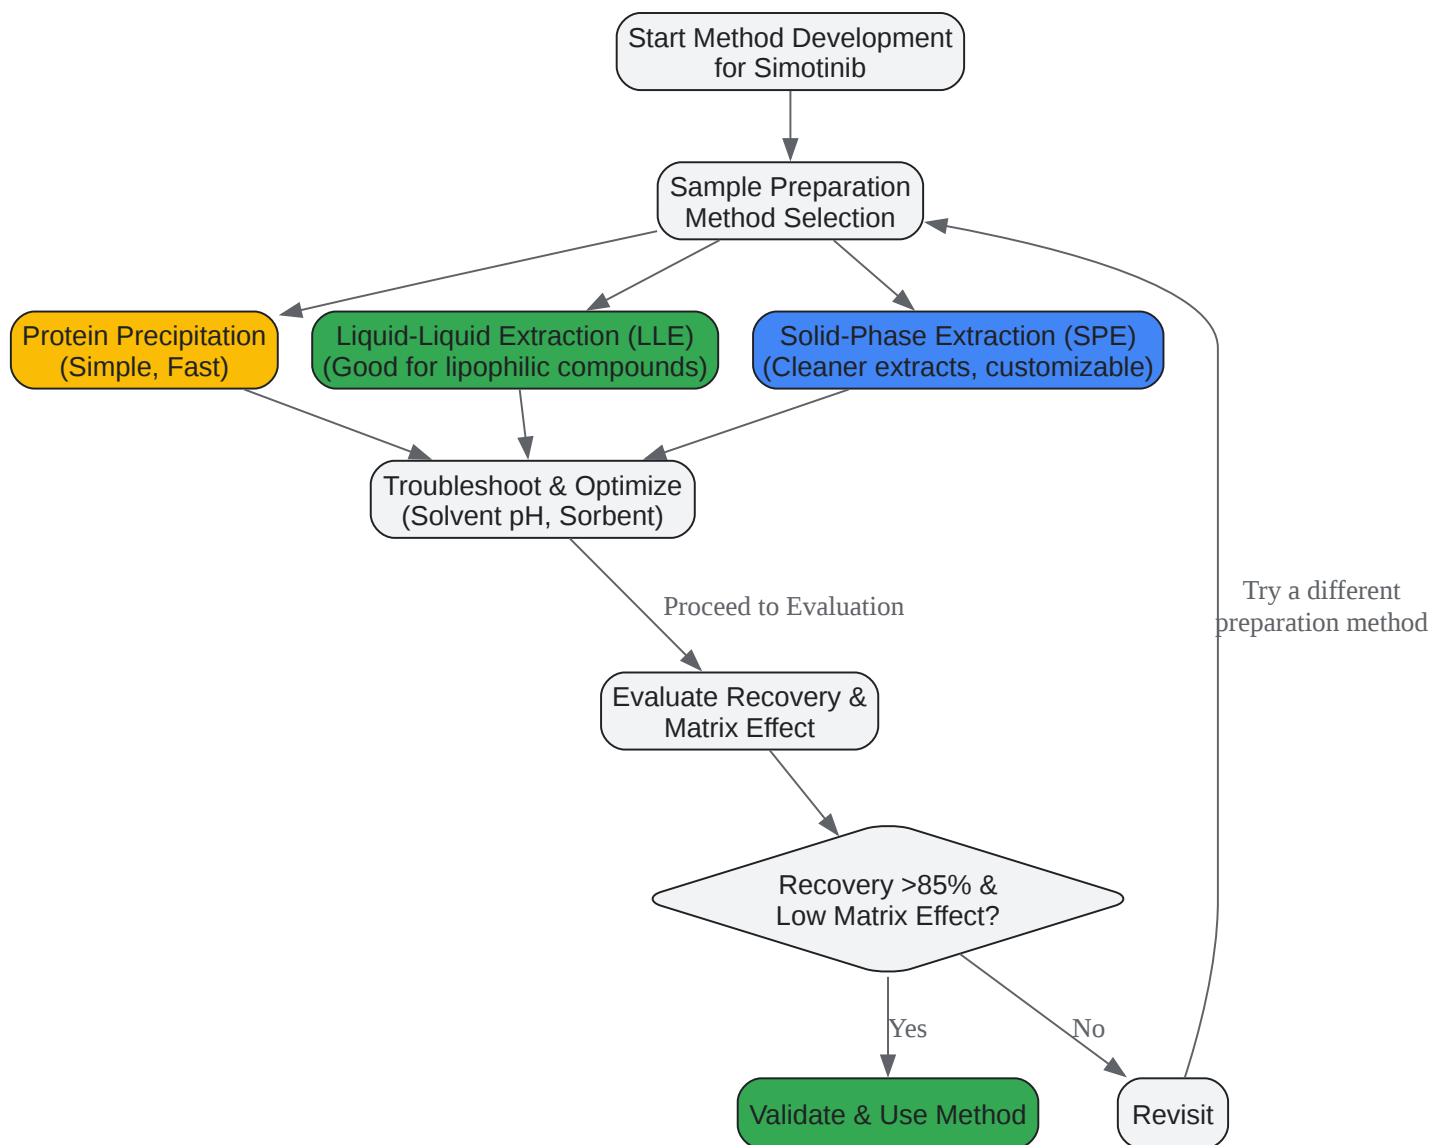 Start Method Development
for Simotinib
Sample Preparation
Method Selection
Protein Precipitation
(Simple, Fast)
Liquid-Liquid Extraction (LLE)
(Good for lipophilic compounds)
Solid-Phase Extraction (SPE)
(Cleaner extracts, customizable)
Troubleshoot & Optimize
(Solvent pH, Sorbent)
Proceed to Evaluation
Try a different
preparation method
Evaluate Recovery &
Matrix Effect
Recovery >85% &
Low Matrix Effect?
Yes
No
Validate & Use Method
Revisit